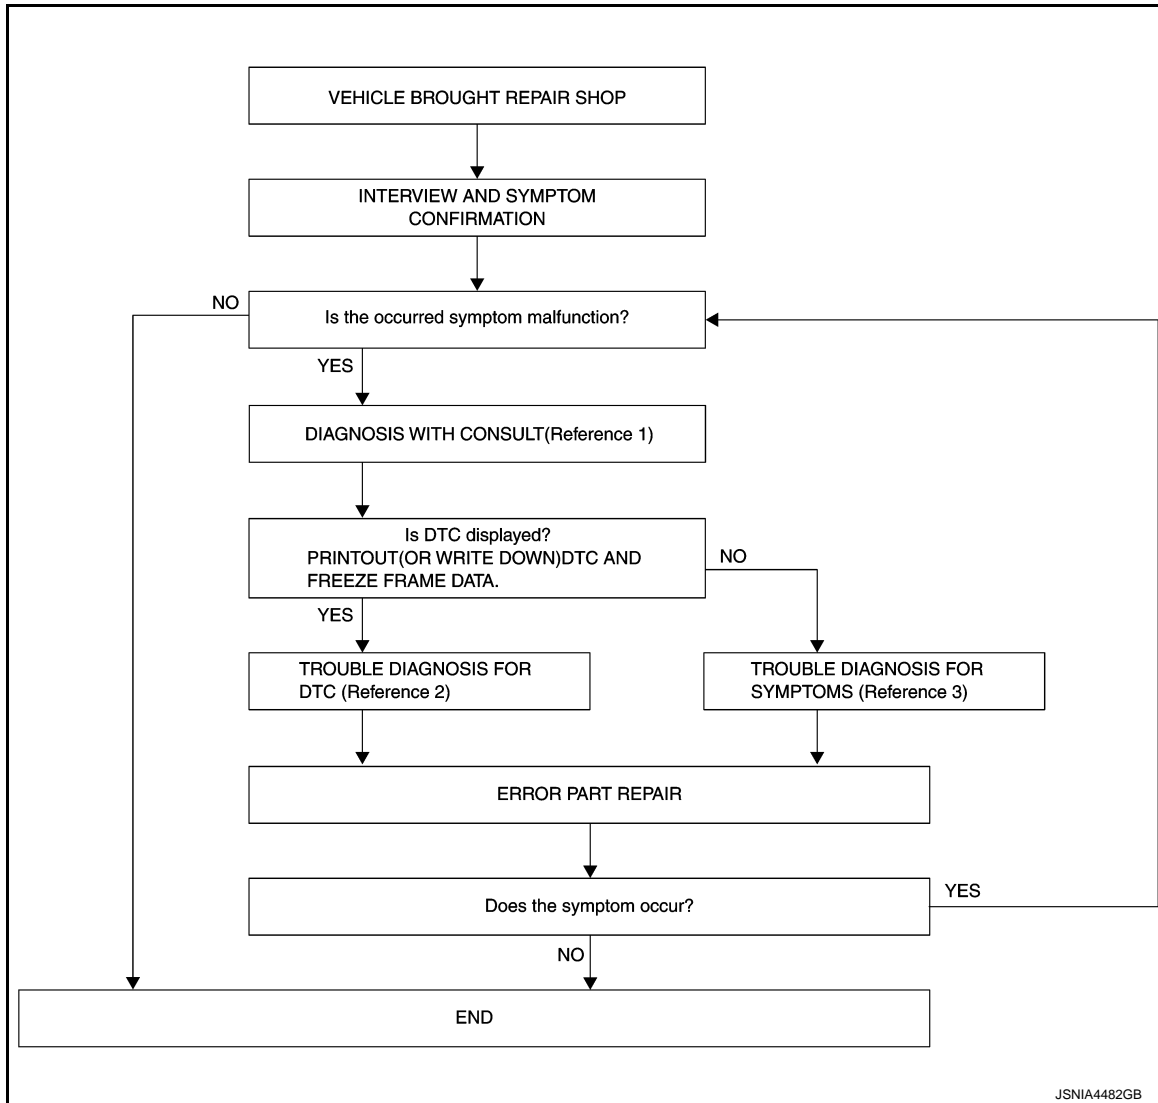 VEHICLE BROUGHT REPAIR SHOP
INTERVIEW AND SYMPTOM
CONFIRMATION
NO
Is the occurred symptom malfunction?
YES
DIAGNOSIS WITH CONSULT(Reference 1)
Is DTC displayed?
PRINTOUT(OR WRITE DOWN)DTC AND
FREEZE FRAME DATA.
NO
YES
TROUBLE DIAGNOSIS FOR
DTC (Reference 2)
TROUBLE DIAGNOSIS FOR
SYMPTOMS (Reference 3)
ERROR PART REPAIR
Does the symptom occur?
YES
NO
END
JSNIA4482GB